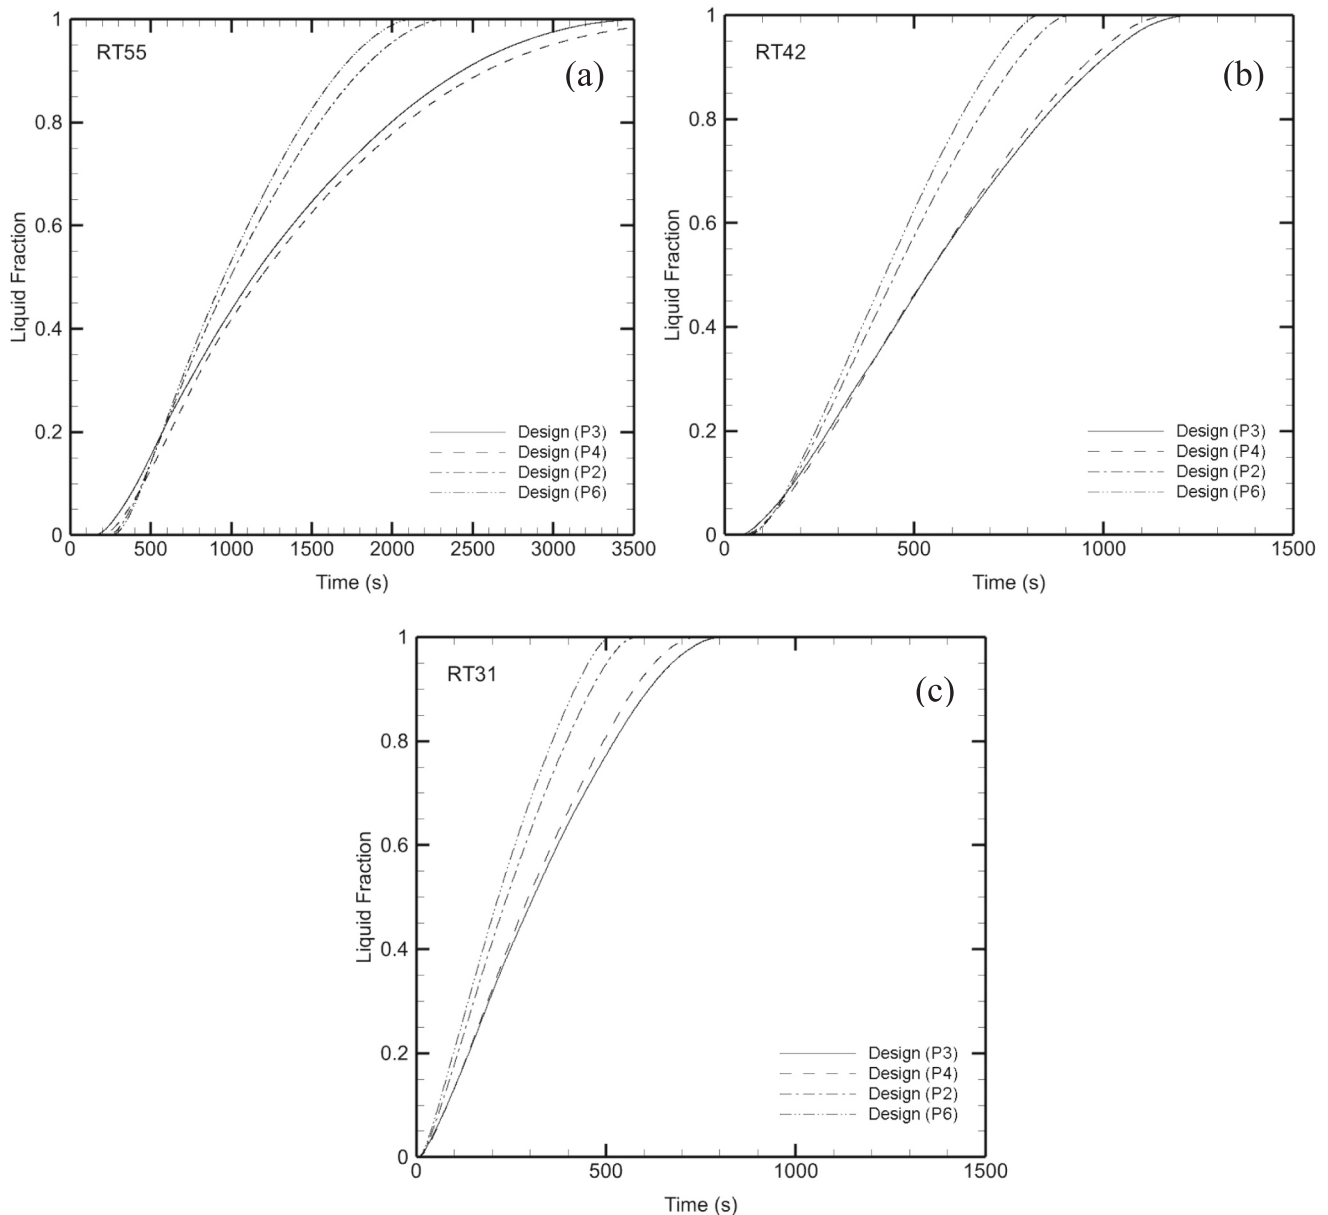 RT55
(a)
Liquid Fraction
1
0.8
0.6
0.4
0.2
0
0 500 1000 1500 2000 2500 3000 3500
Time (s)
Design (P3)
Design (P4)
Design (P2)
Design (P6)
RT42
(b)
Liquid Fraction
1
0.8
0.6
0.4
0.2
0
0 500 1000 1500
Time (s)
Design (P3)
Design (P4)
Design (P2)
Design (P6)
RT31
(c)
Liquid Fraction
1
0.8
0.6
0.4
0.2
0
0 500 1000 1500
Time (s)
Design (P3)
Design (P4)
Design (P2)
Design (P6)